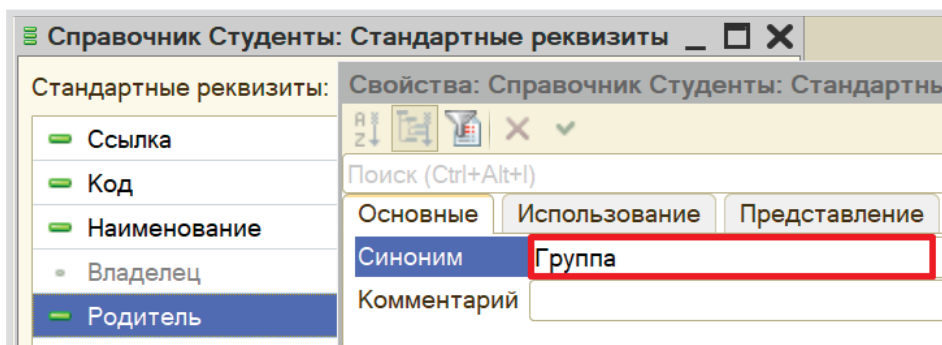 Справочник Студенты: Стандартные реквизиты
Стандартные реквизиты:
Ссылка
Код
Наименование
Владелец
Родитель
Свойства: Справочник Студенты: Стандартны
Поиск (Ctrl+Alt+I)
Основные Использование Представление
Синоним Группа
Комментарий